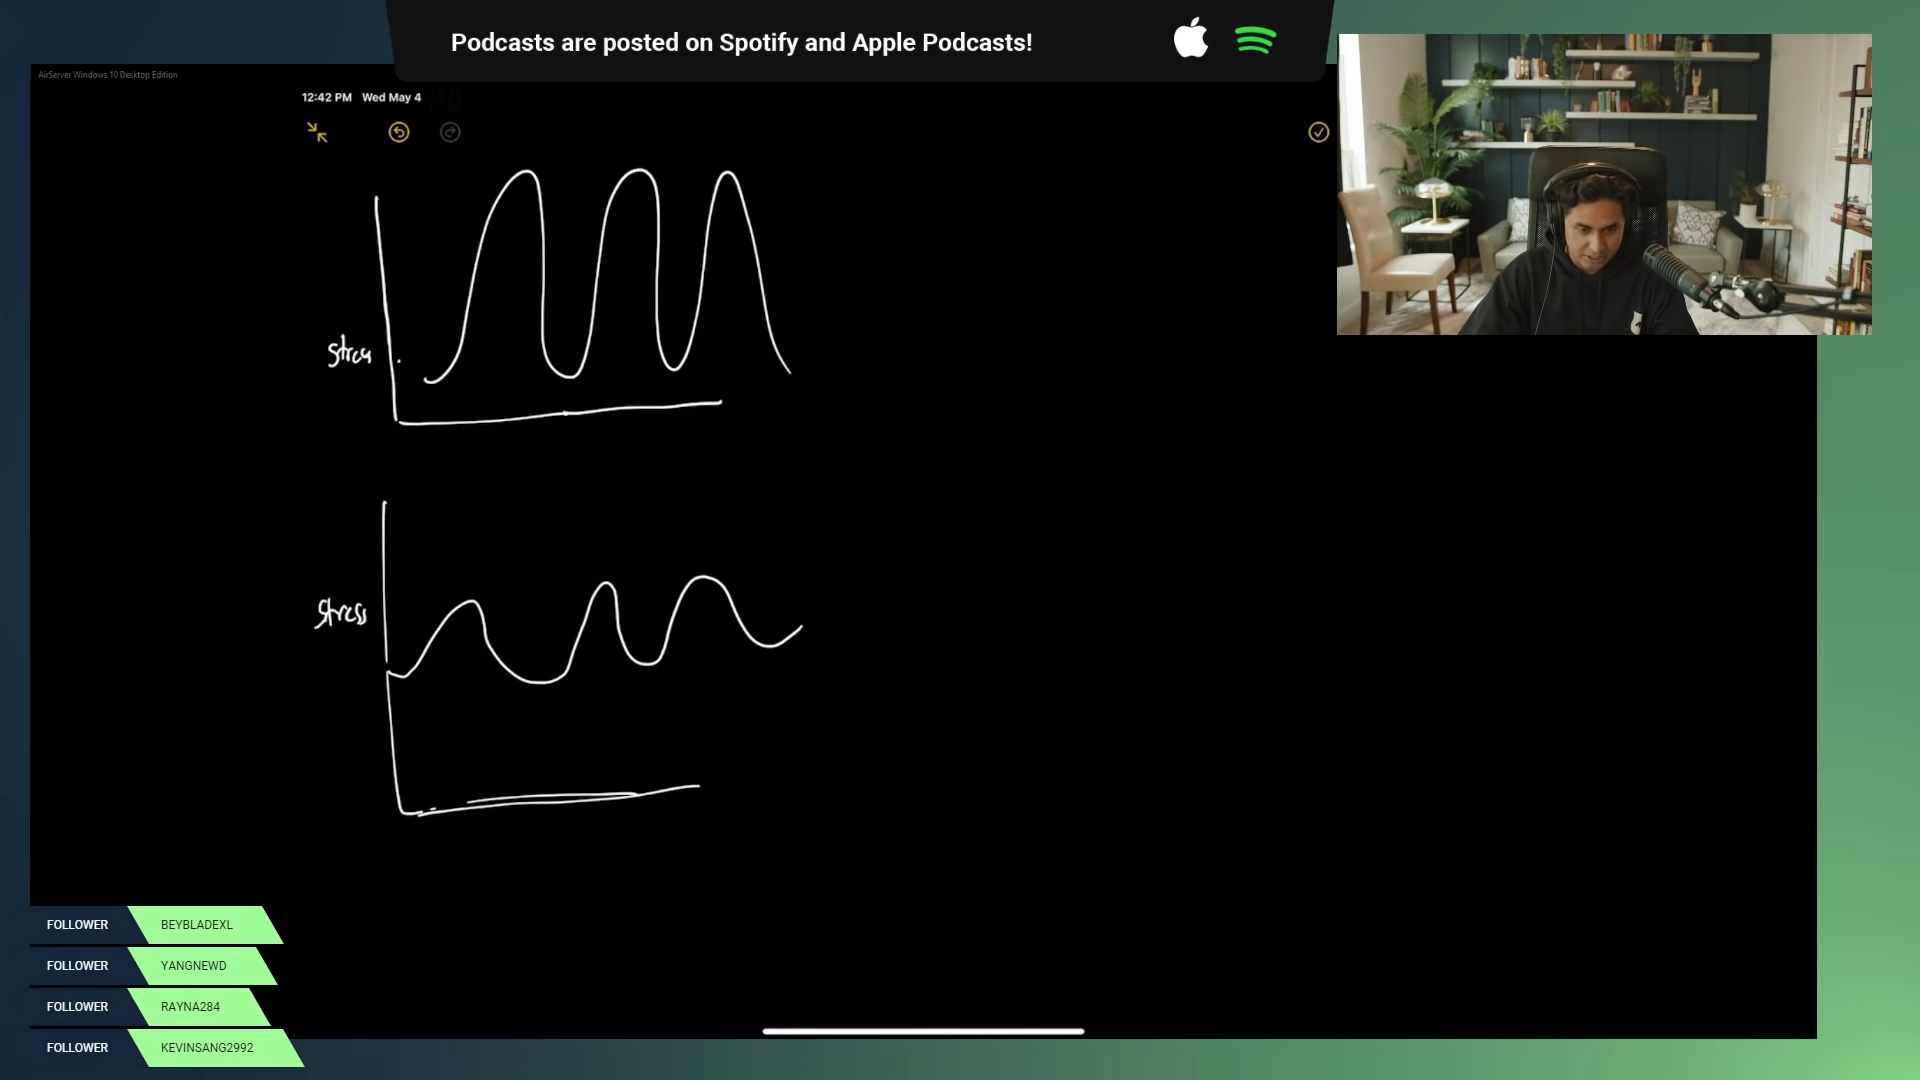 Podcasts are posted on Spotify and Apple Podcasts!
AirServer Windows 10 Desktop Edition
12:42 PM Wed May 4
stress
FOLLOWER BEYBLADEXL
FOLLOWER YANGNEWD
FOLLOWER RAYNA284
FOLLOWER KEVINSANG2992